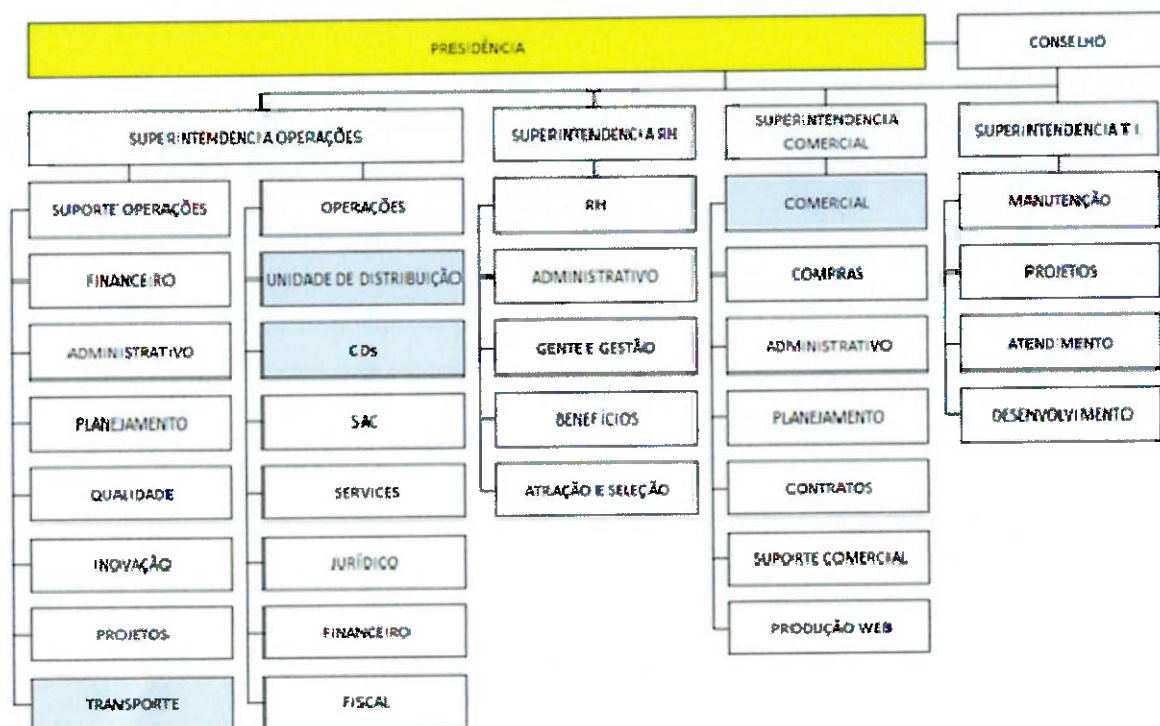 PRESIDÊNCIA
CONSELHO
SUPERINTENDENCIA OPERAÇÕES
SUPERINTENDENCIA RH
SUPERINTENDENCIA
COMERCIAL
SUPERINTENDENCIA T I.
SUPORTE OPERAÇÕES
FINANCEIRO
ADMINISTRATIVO
PLANEJAMENTO
QUALIDADE
INOVAÇÃO
PROJETOS
TRANSPORTE
OPERAÇÕES
UNIDADE DE DISTRIBUIÇÃO
CDs
SAC
SERVICES
JURÍDICO
FINANCEIRO
FISCAL
RH
ADMINISTRATIVO
GENTE E GESTÃO
BENEFÍCIOS
ATRAÇÃO E SELEÇÃO
COMERCIAL
COMPRAS
ADMINISTRATIVO
PLANEJAMENTO
CONTRATOS
SUPORTE COMERCIAL
PRODUÇÃO WEB
MANUTENÇÃO
PROJETOS
ATENDIMENTO
DESENVOLVIMENTO